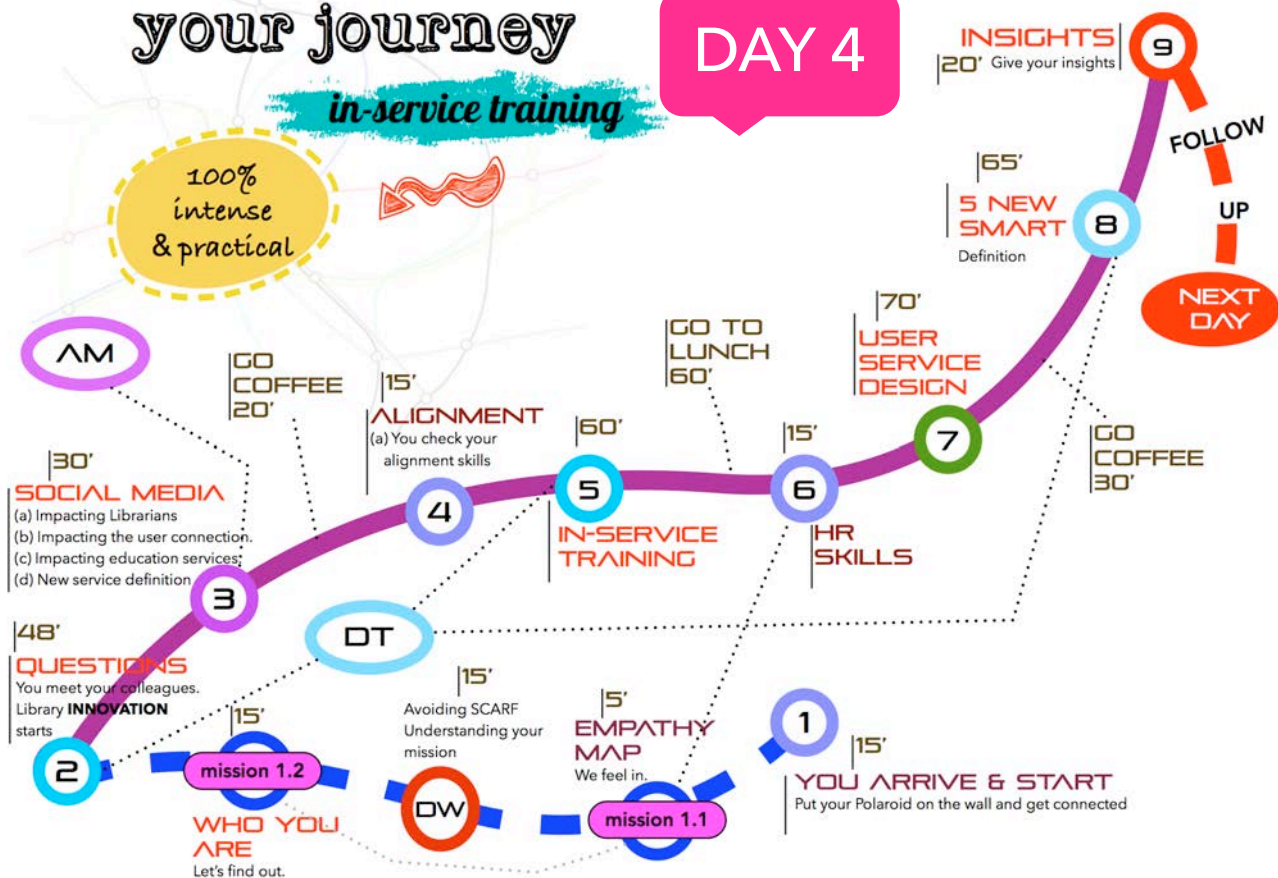 your journey
in-service training
DAY 4
100%
intense
& practical
INSIGHTS
20' Give your insights
9
FOLLOW
UP
NEXT
DAY
65'
5 NEW
SMART
Definition
8
70'
USER
SERVICE
DESIGN
7
GO
COFFEE
30'
GO TO
LUNCH
60'
15'
6
HR
SKILLS
60'
5
IN-SERVICE
TRAINING
15'
ALIGNMENT
(a) You check your
alignment skills
4
GO
COFFEE
20'
AM
30'
SOCIAL MEDIA
(a) Impacting Librarians
(b) Impacting the user connection.
(c) Impacting education services
(d) New service definition
3
DT
48'
QUESTIONS
You meet your colleagues.
Library INNOVATION
starts
2
15'
mission 1.2
WHO YOU
ARE
Let's find out.
15'
Avoiding SCARF
Understanding your
mission
DW
5'
EMPATHY
MAP
We feel in.
mission 1.1
1
15'
YOU ARRIVE & START
Put your Polaroid on the wall and get connected